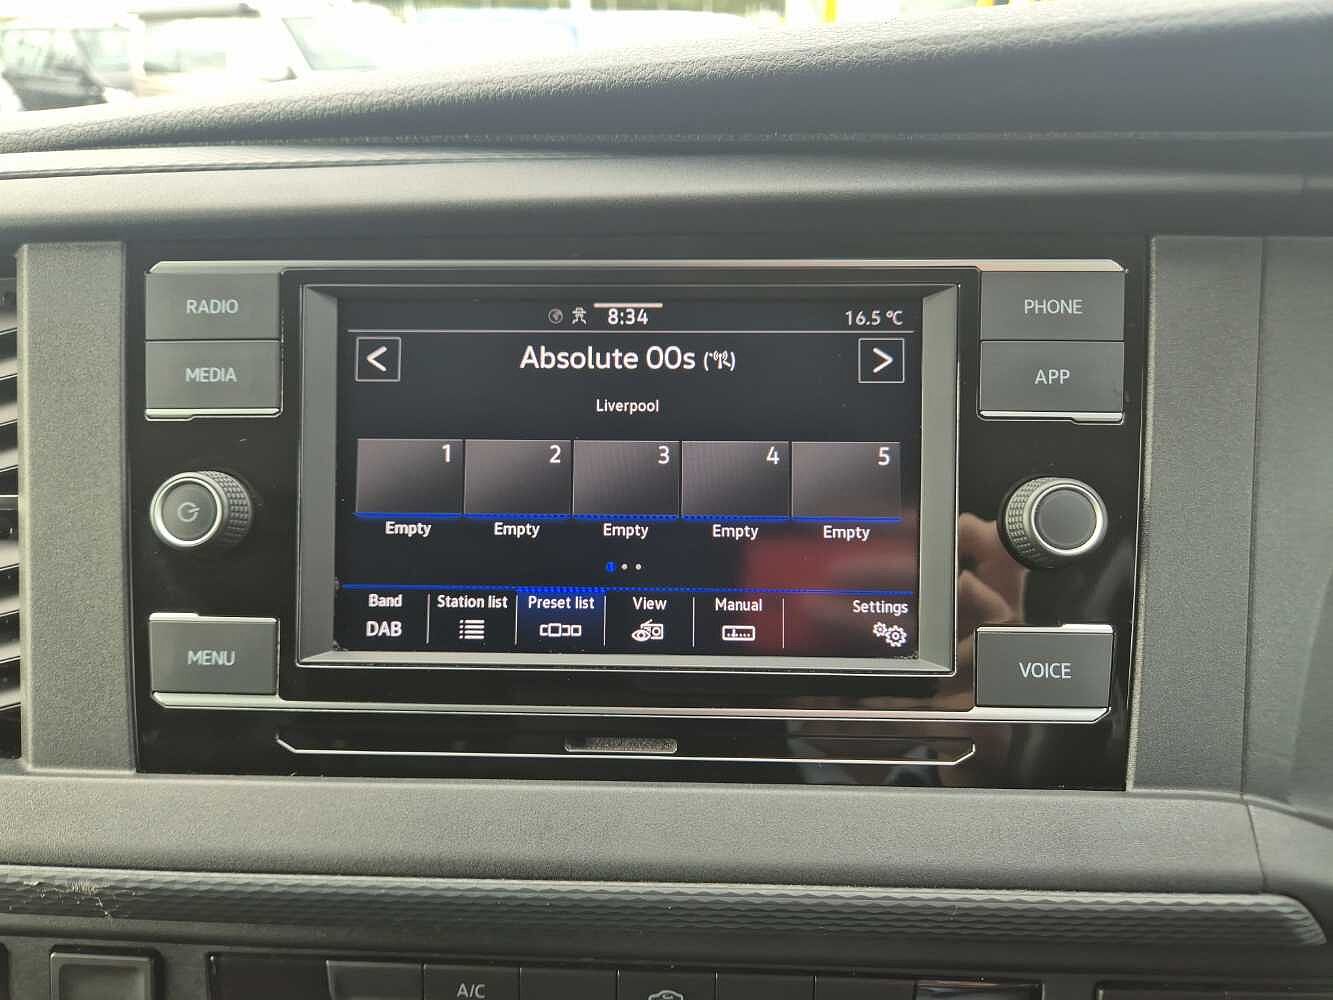 RADIO
MEDIA
MENU
PHONE
APP
VOICE
8:34
16.5 °C
<
Absolute 00s
>
Liverpool
1 2 3 4 5
Empty Empty Empty Empty Empty
Band Station list Preset list View Manual Settings
DAB
A/C